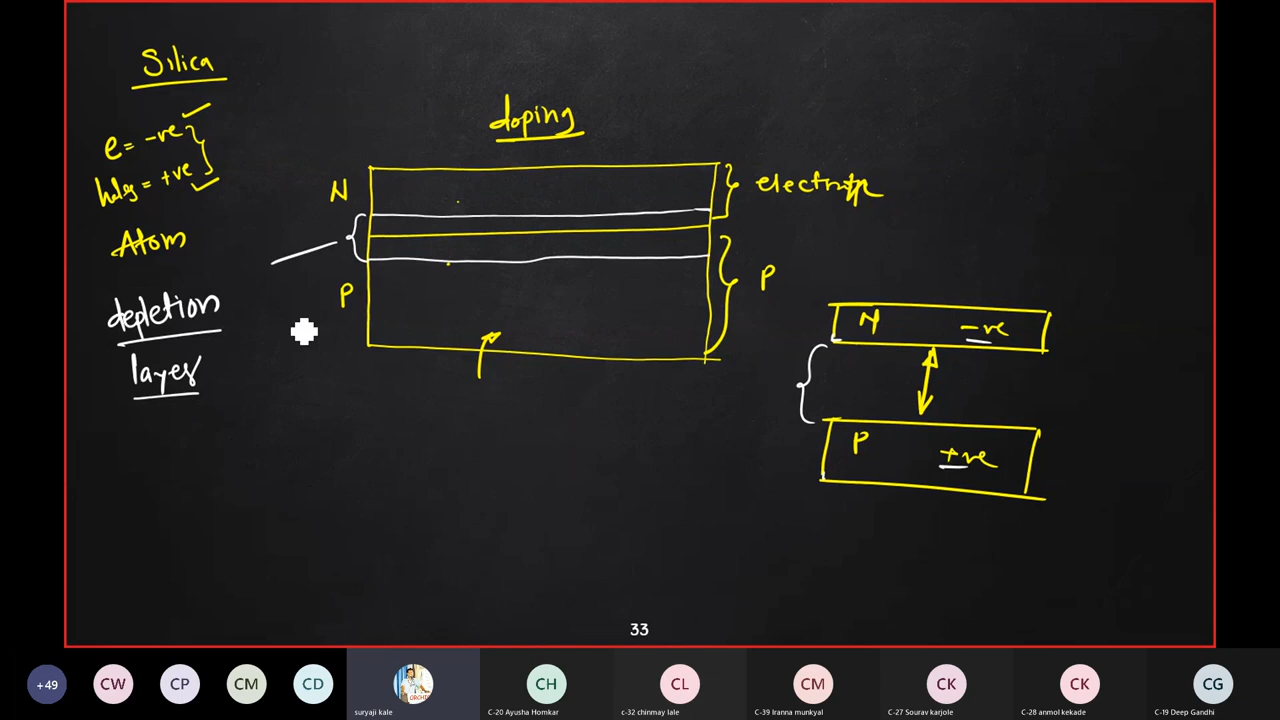 Silica
e = -ve
holes = +ve
Atom
depletion
layer
doping
N
P
electron
P
N -ve
P +ve
33
+49
CW
CP
CM
CD
ORCHID
suryaji kale
CH
C-20 Ayusha Homkar
CL
c-32 chinmay lale
CM
C-39 Iranna munkyal
CK
C-27 Sourav karjole
CK
C-28 anmol kekade
CG
C-19 Deep Gandhi